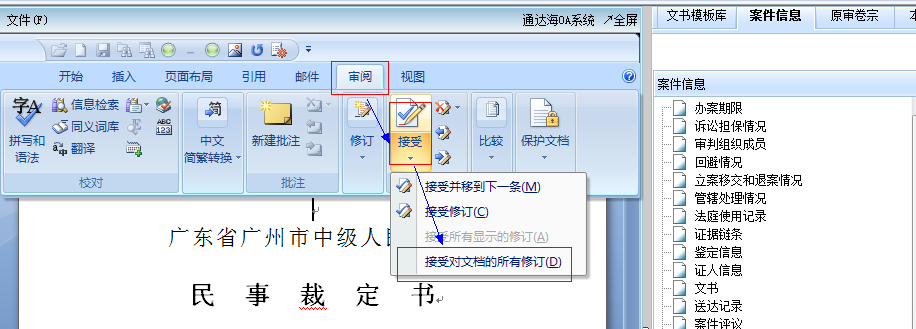 文件(F)
通达海OA系统 ↗全屏
开始 插入 页面布局 引用 邮件 审阅 视图
字A
拼写和
语法
信息检索
同义词库
翻译
ABC
123
校对
简
中文
简繁转换
新建批注
批注
修订
接受
比较
保护文档
接受并移到下一条(M)
接受修订(C)
接受所有显示的修订(A)
接受对文档的所有修订(D)
广东省广州市中级人民
民 事 裁 定 书
文书模板库 案件信息 原审卷宗
案件信息
办案期限
诉讼担保情况
审判组织成员
回避情况
立案移交和退案情况
管辖处理情况
法庭使用记录
证据链条
鉴定信息
证人信息
文书
送达记录
案件评议